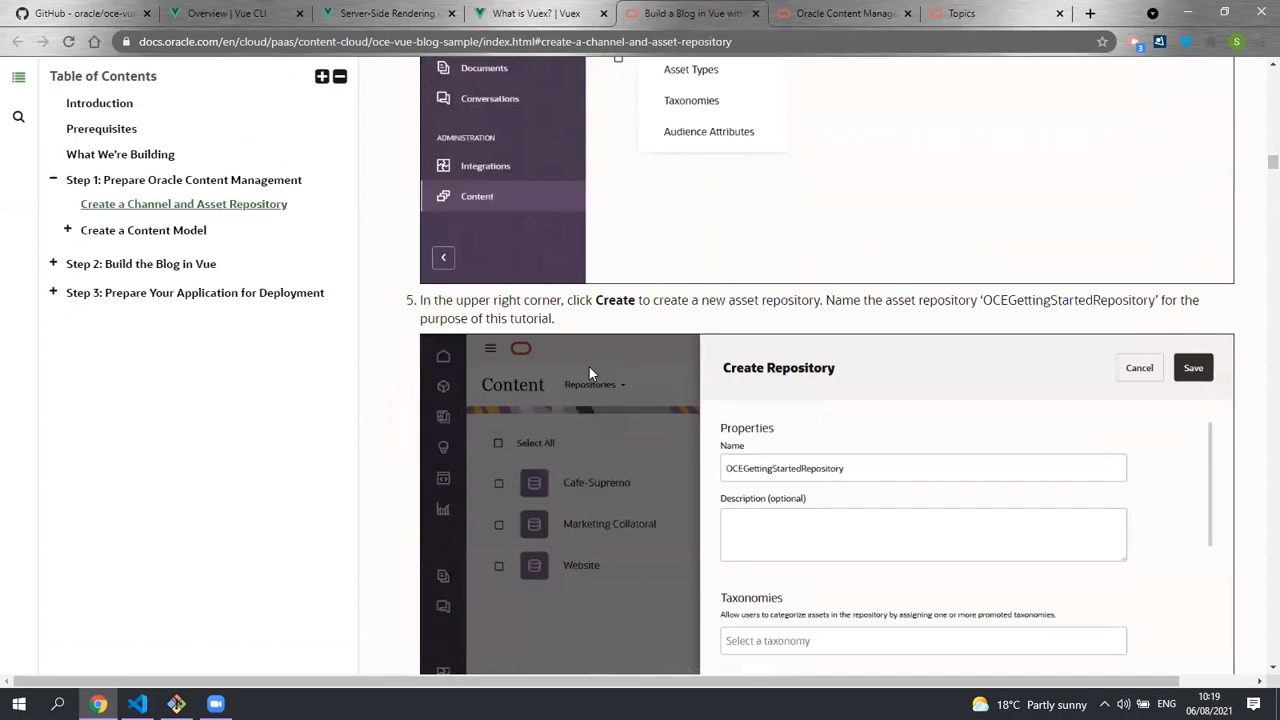 Vue CLI
Server-Side Rendering
What is Vuex? | Vuex
Build a Blog in Vue with
Oracle Content Manage
Topics
docs.oracle.com/en/cloud/paas/content-cloud/oce-vue-blog-sample/index.html#create-a-channel-and-asset-repository
3
S
Table of Contents
Introduction
Prerequisites
What We're Building
Step 1: Prepare Oracle Content Management
Create a Channel and Asset Repository
Create a Content Model
Step 2: Build the Blog in Vue
Step 3: Prepare Your Application for Deployment
Documents
Conversations
ADMINISTRATION
Integrations
Content
Asset Types
Taxonomies
Audience Attributes
5. In the upper right corner, click Create to create a new asset repository. Name the asset repository ‘OCEGettingStartedRepository’ for the
purpose of this tutorial.
Content
Repositories
Select All
Cafe-Supremo
Marketing Collatoral
Website
Create Repository
Cancel
Save
Properties
Name
OCEGettingStartedRepository
Description (optional)
Taxonomies
Allow users to categorize assets in the repository by assigning one or more promoted taxonomies.
Select a taxonomy
18°C Partly sunny
ENG
10:19
06/08/2021